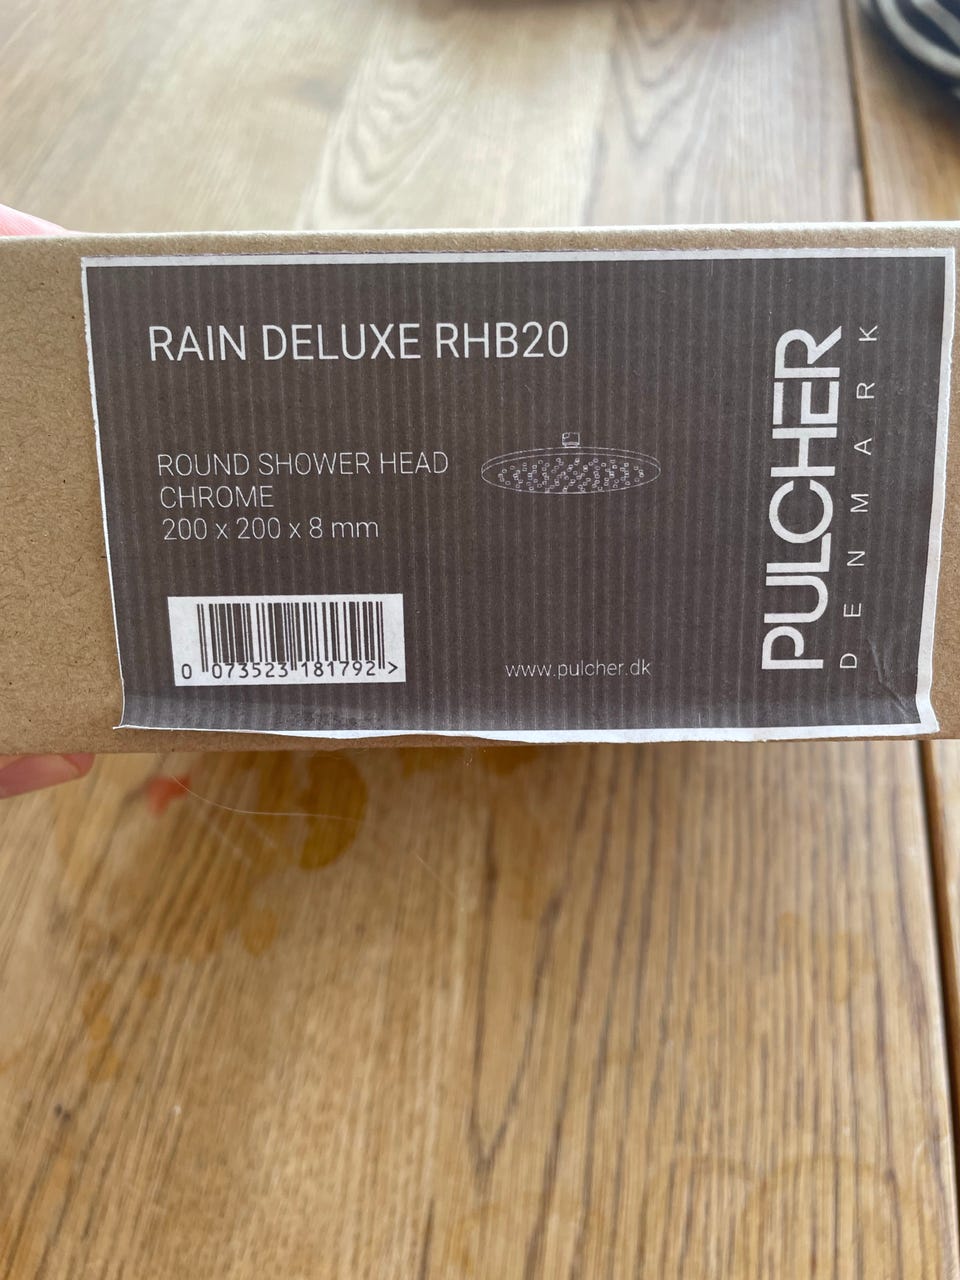 RAIN DELUXE RHB20
ROUND SHOWER HEAD
CHROME
200 x 200 x 8 mm
0 073523 181792 >
www.pulcher.dk
PULCHER
DENMARK